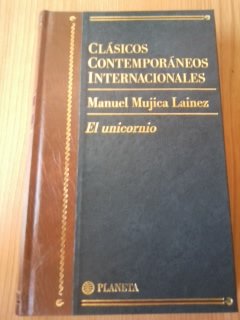 CLÁSICOS
CONTEMPORÁNEOS
INTERNACIONALES
Manuel Mujica Lainez
El unicornio
PLANETA